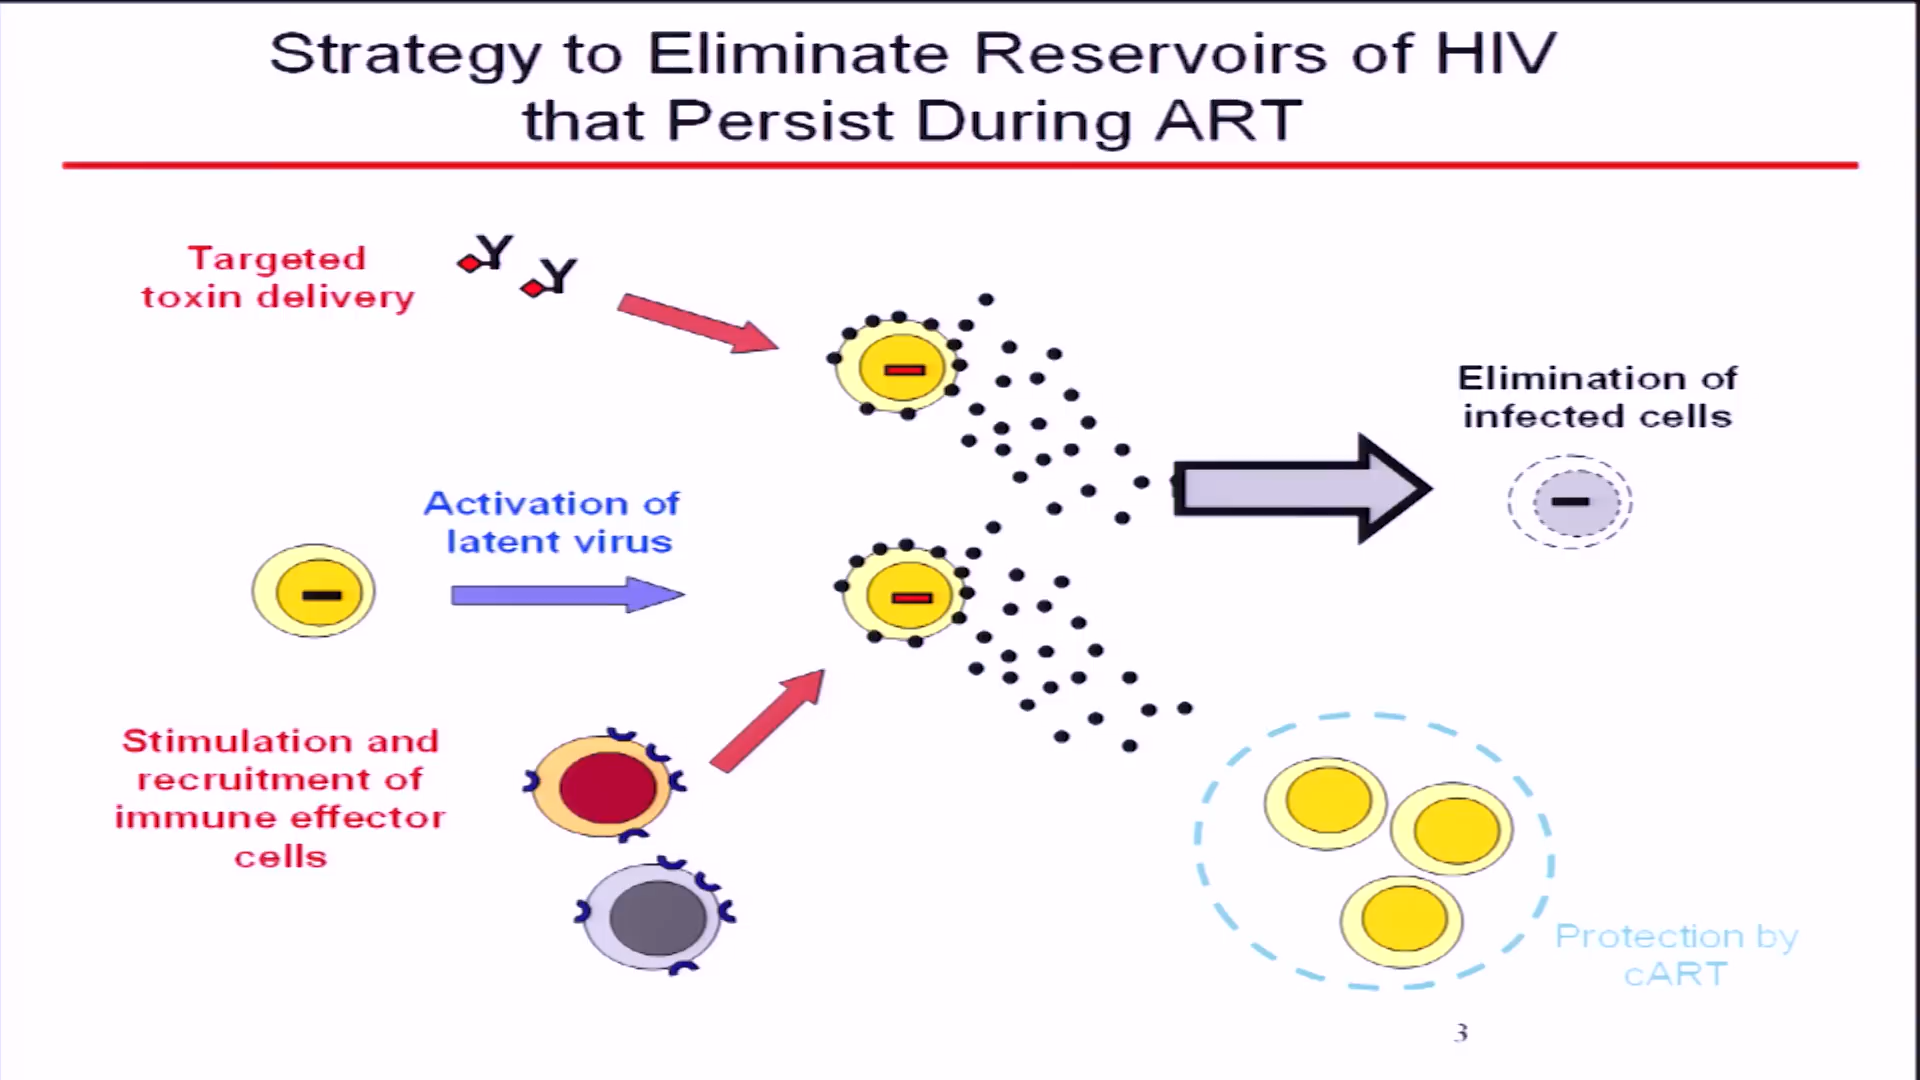 Strategy to Eliminate Reservoirs of HIV
that Persist During ART
Targeted
toxin delivery
Y
Y
Elimination of
infected cells
Activation of
latent virus
Stimulation and
recruitment of
immune effector
cells
Protection by
cART
3